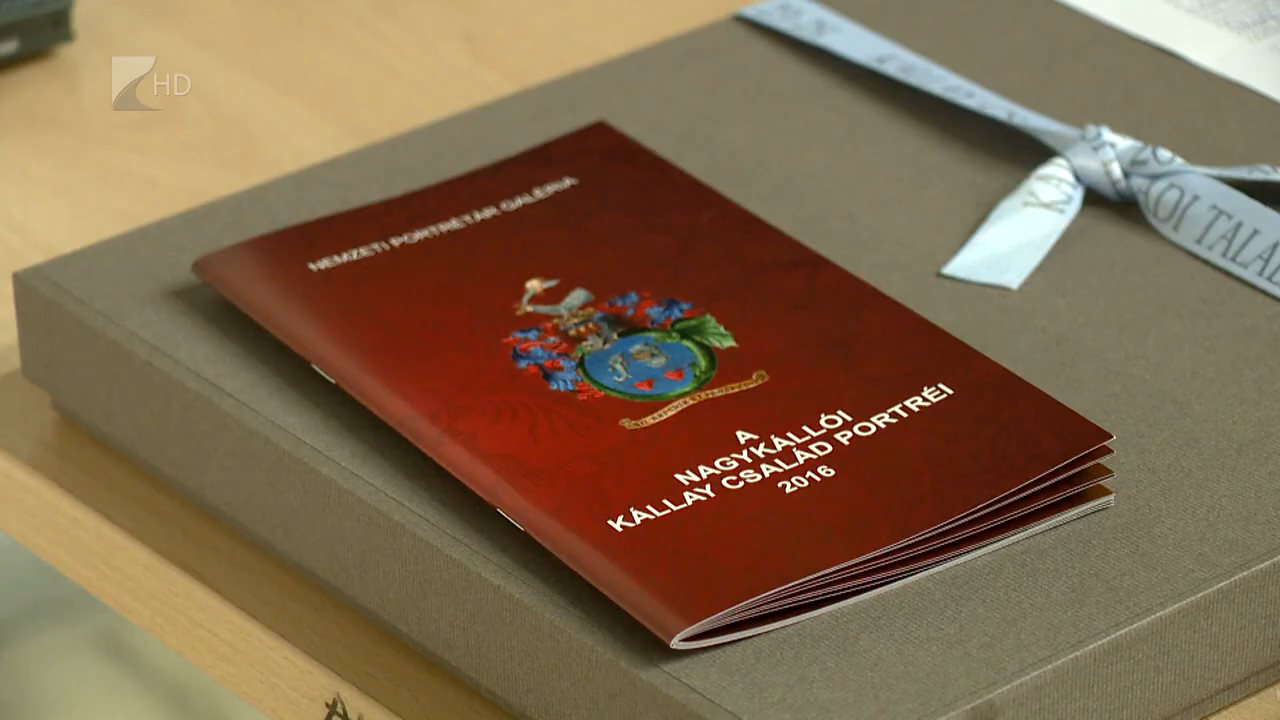 HD
NEMZETI PORTRÉTÁR GALÉRIA
A
NAGYKÁLLÓI
KÁLLAY CSALÁD PORTRÉI
2016